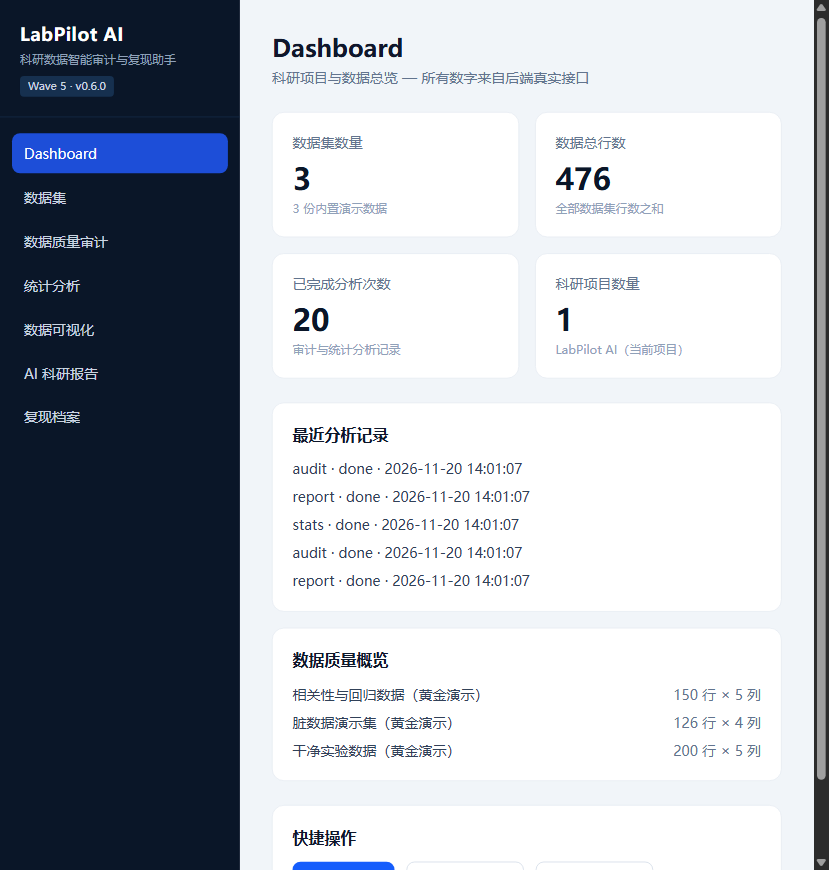 LabPilot AI
科研数据智能审计与复现助手
Wave 5 · v0.6.0
Dashboard
数据集
数据质量审计
统计分析
数据可视化
AI 科研报告
复现档案
Dashboard
科研项目与数据总览 — 所有数字来自后端真实接口
数据集数量
3
3 份内置演示数据
数据总行数
476
全部数据集行数之和
已完成分析次数
20
审计与统计分析记录
科研项目数量
1
LabPilot AI（当前项目）
最近分析记录
audit · done · 2026-11-20 14:01:07
report · done · 2026-11-20 14:01:07
stats · done · 2026-11-20 14:01:07
audit · done · 2026-11-20 14:01:07
report · done · 2026-11-20 14:01:07
数据质量概览
相关性与回归数据（黄金演示） 150 行 × 5 列
脏数据演示集（黄金演示） 126 行 × 4 列
干净实验数据（黄金演示） 200 行 × 5 列
快捷操作